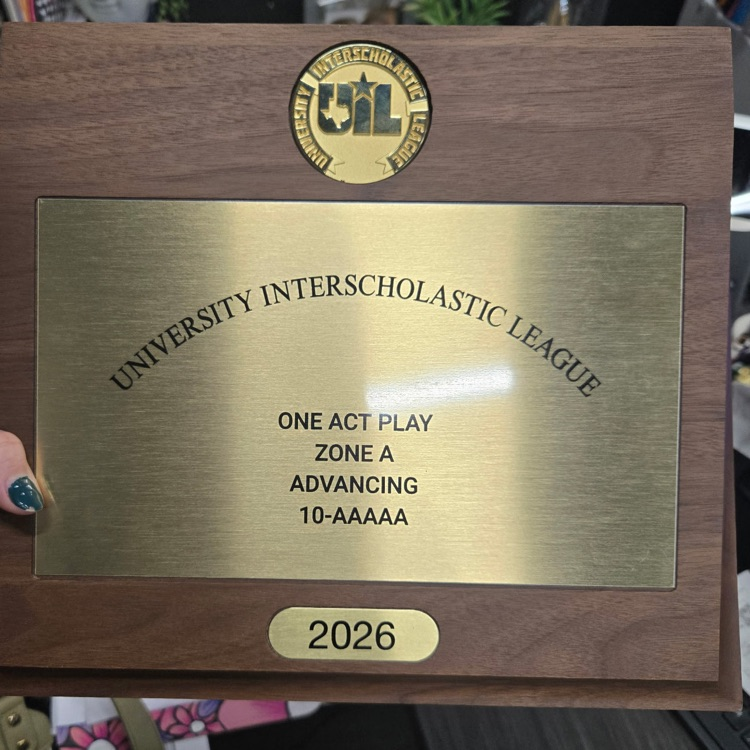 UNIVERSITY INTERSCHOLASTIC LEAGUE
UIL
UNIVERSITY INTERSCHOLASTIC LEAGUE
ONE ACT PLAY
ZONE A
ADVANCING
10-AAAAA
2026